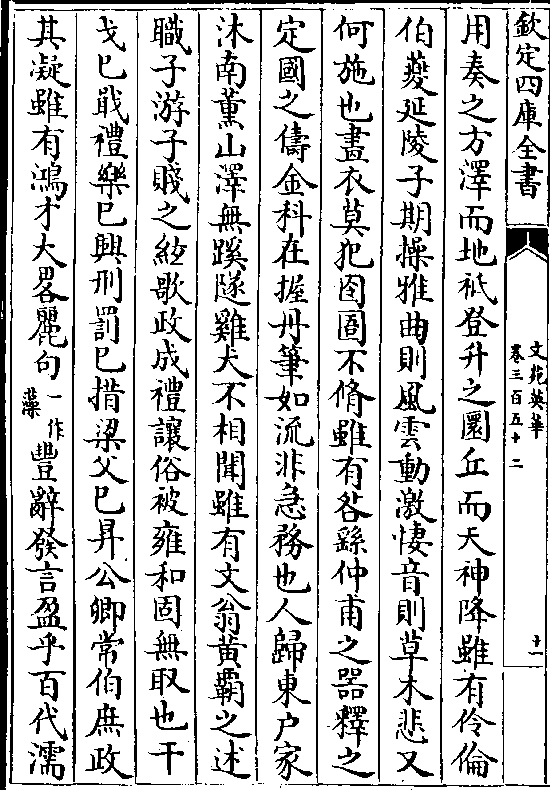 欽定四庫全書
文苑英華
卷三百五十二
十一
用奏之方澤而地祇登升之圜丘而天神降雖有伶倫
伯夔延陵子期操雅曲則風雲動激悽音則草木悲又
何施也畫衣莫犯囹圄不脩雖有咎繇仲甫之器釋之
定國之儔金科在握丹筆如流非急務也人歸東户家
沐南薫山澤無蹊隧雞犬不相聞雖有文翁黄覇之述
職子游子賤之絃歌政成禮讓俗被雍和固無取也干
戈巳戢禮樂巳興刑罰巳措梁父巳昇公卿常伯庶政
其凝雖有鴻才大畧麗句一作藻豐辭發言盈乎百代濡